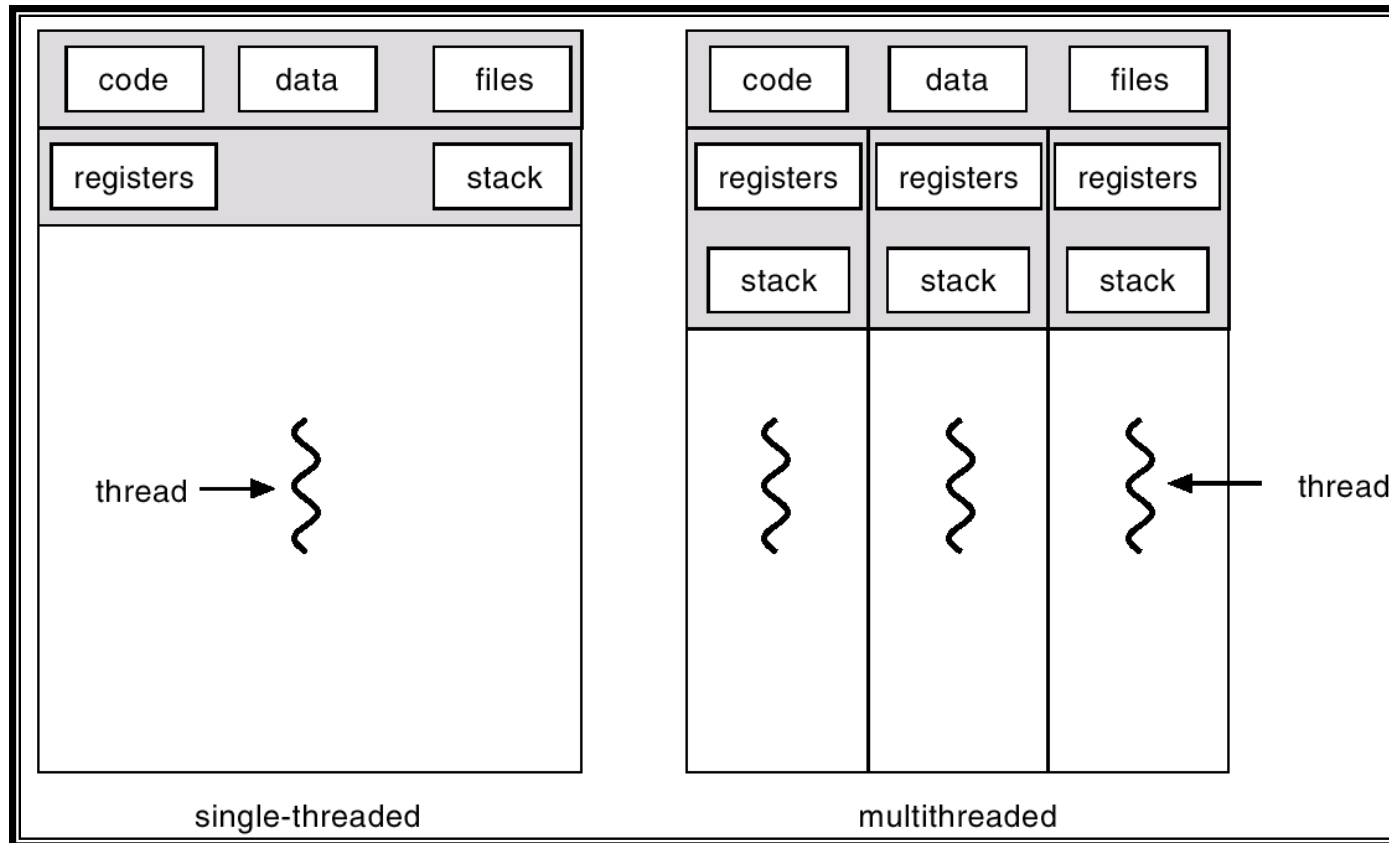 code data files
registers stack
thread
single-threaded
code data files
registers registers registers
stack stack stack
thread
multithreaded